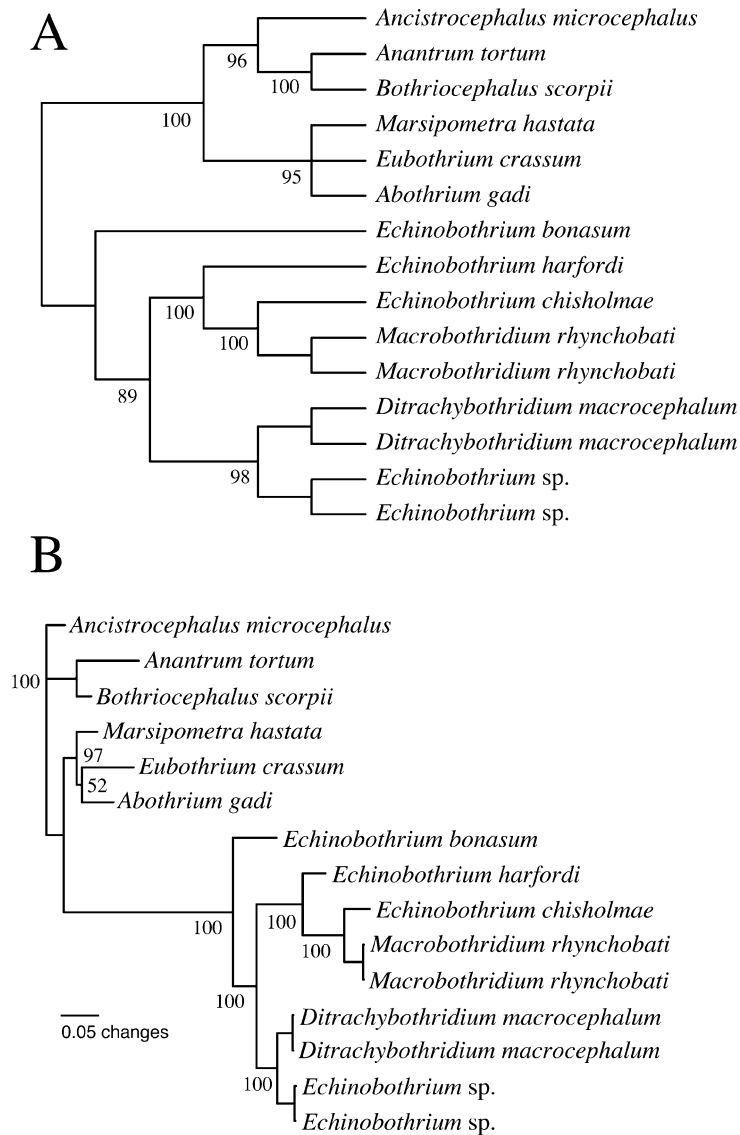 A
Ancistrocephalus microcephalus
96
Anantrum tortum
100
Bothriocephalus scorpii
100
Marsipometra hastata
Eubothrium crassum
95
Abothrium gadi
Echinobothrium bonasum
Echinobothrium harfordi
100
Echinobothrium chisholmae
100
Macrobothridium rhynchobati
Macrobothridium rhynchobati
89
Ditrachybothridium macrocephalum
Ditrachybothridium macrocephalum
98
Echinobothrium sp.
Echinobothrium sp.
B
Ancistrocephalus microcephalus
Anantrum tortum
100
Bothriocephalus scorpii
Marsipometra hastata
97
Eubothrium crassum
52
Abothrium gadi
Echinobothrium bonasum
Echinobothrium harfordi
100
Echinobothrium chisholmae
100
100
Macrobothridium rhynchobati
Macrobothridium rhynchobati
100
Ditrachybothridium macrocephalum
0.05 changes
Ditrachybothridium macrocephalum
100
Echinobothrium sp.
Echinobothrium sp.